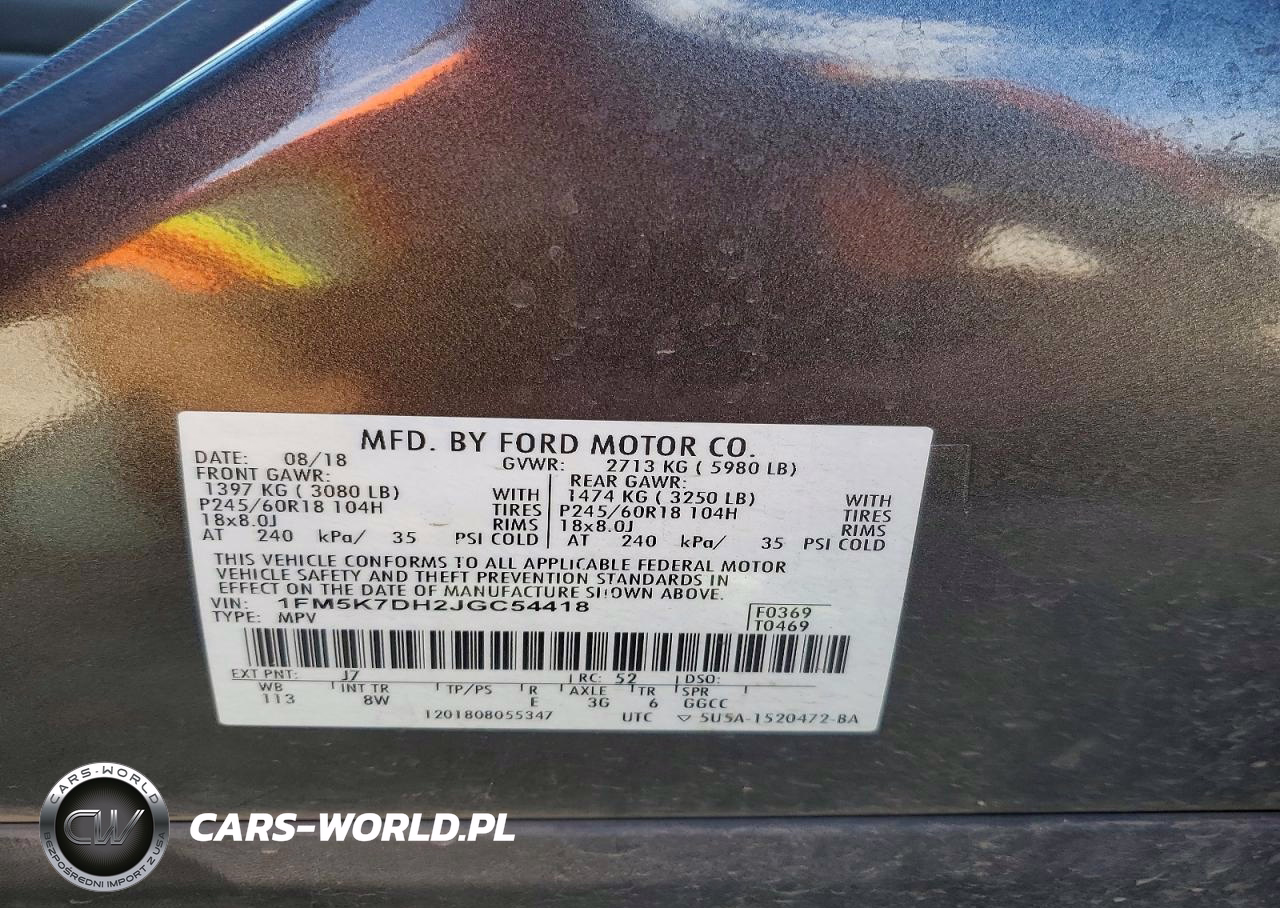 MFD. BY FORD MOTOR CO.
DATE: 08/18 GVWR: 2713 KG ( 5980 LB)
FRONT GAWR: REAR GAWR:
1397 KG ( 3080 LB) WITH 1474 KG ( 3250 LB) WITH
P245/60R18 104H TIRES P245/60R18 104H TIRES
18x8.0J RIMS 18x8.0J RIMS
AT 240 kPa/ 35 PSI COLD AT 240 kPa/ 35 PSI COLD
THIS VEHICLE CONFORMS TO ALL APPLICABLE FEDERAL MOTOR
VEHICLE SAFETY AND THEFT PREVENTION STANDARDS IN
EFFECT ON THE DATE OF MANUFACTURE SHOWN ABOVE.
VIN: 1FM5K7DH2JGC54418 F0369
TYPE: MPV T0469
EXT PNT: J7 RC: 52 DSO:
WB INT TR TP/PS R AXLE TR SPR
113 8W E 3G 6 GGCC
1201808055347 UTC ▽ 5U5A-1520472-BA
CARS-WORLD
CW
BEZPOŚREDNI IMPORT Z USA
CARS-WORLD.PL